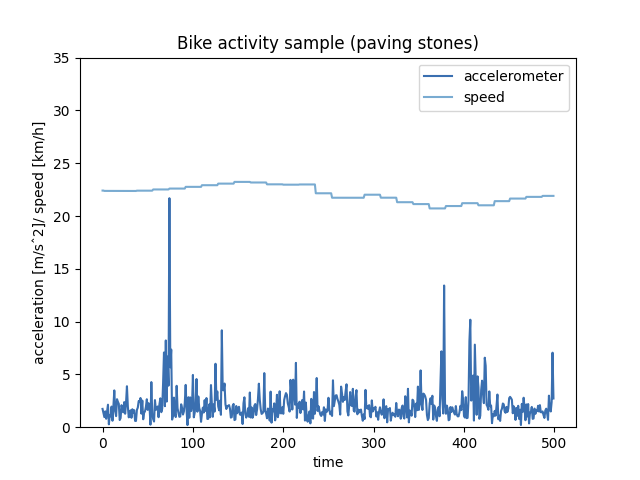 Bike activity sample (paving stones)
accelerometer
speed
35
30
25
20
15
10
5
0
acceleration [m/sˆ2]/ speed [km/h]
0 100 200 300 400 500
time